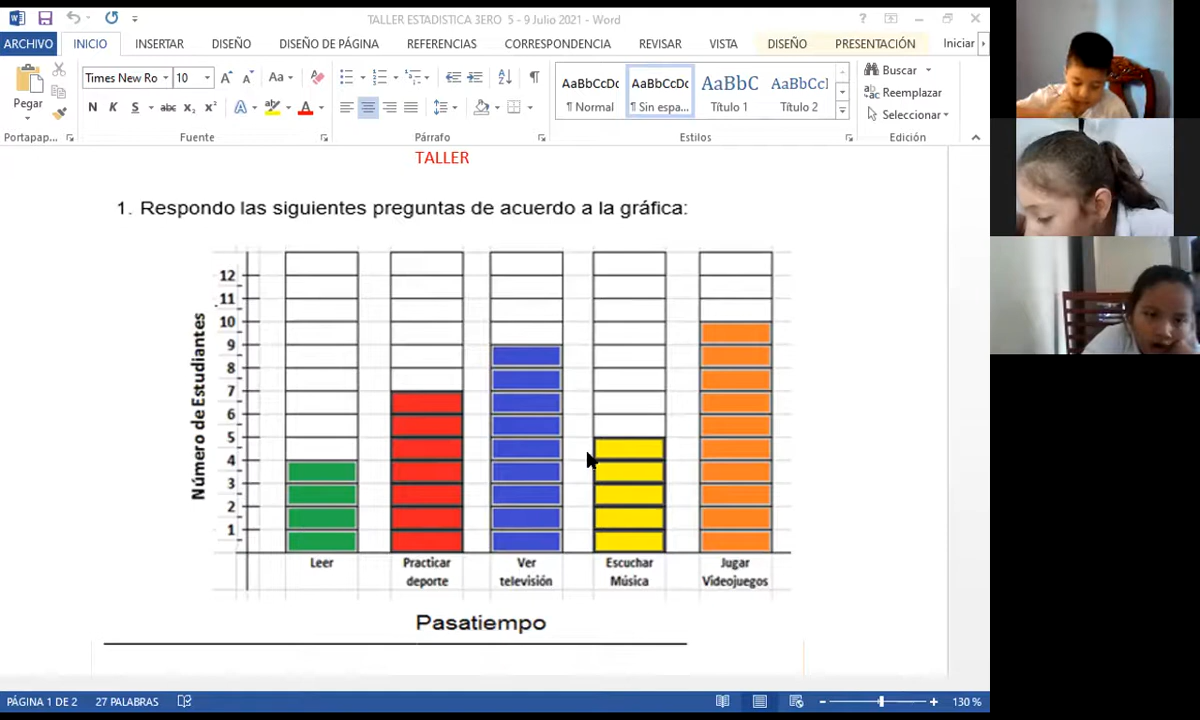 TALLER ESTADISTICA 3ERO 5 - 9 Julio 2021 - Word
ARCHIVO INICIO INSERTAR DISEÑO DISEÑO DE PÁGINA REFERENCIAS CORRESPONDENCIA REVISAR VISTA DISEÑO PRESENTACIÓN Iniciar
Pegar
Times New Ro 10
N K S abc x₂ x²
AaBbCcDc AaBbCcDc AaBbC AaBbCcI
¶ Normal ¶ Sin espa... Título 1 Título 2
Buscar
Reemplazar
Seleccionar
Portapap... Fuente Párrafo Estilos Edición
TALLER
1. Respondo las siguientes preguntas de acuerdo a la gráfica:
Número de Estudiantes
12
11
10
9
8
7
6
5
4
3
2
1
Leer
Practicar deporte
Ver televisión
Escuchar Música
Jugar Videojuegos
Pasatiempo
PÁGINA 1 DE 2 27 PALABRAS 130 %